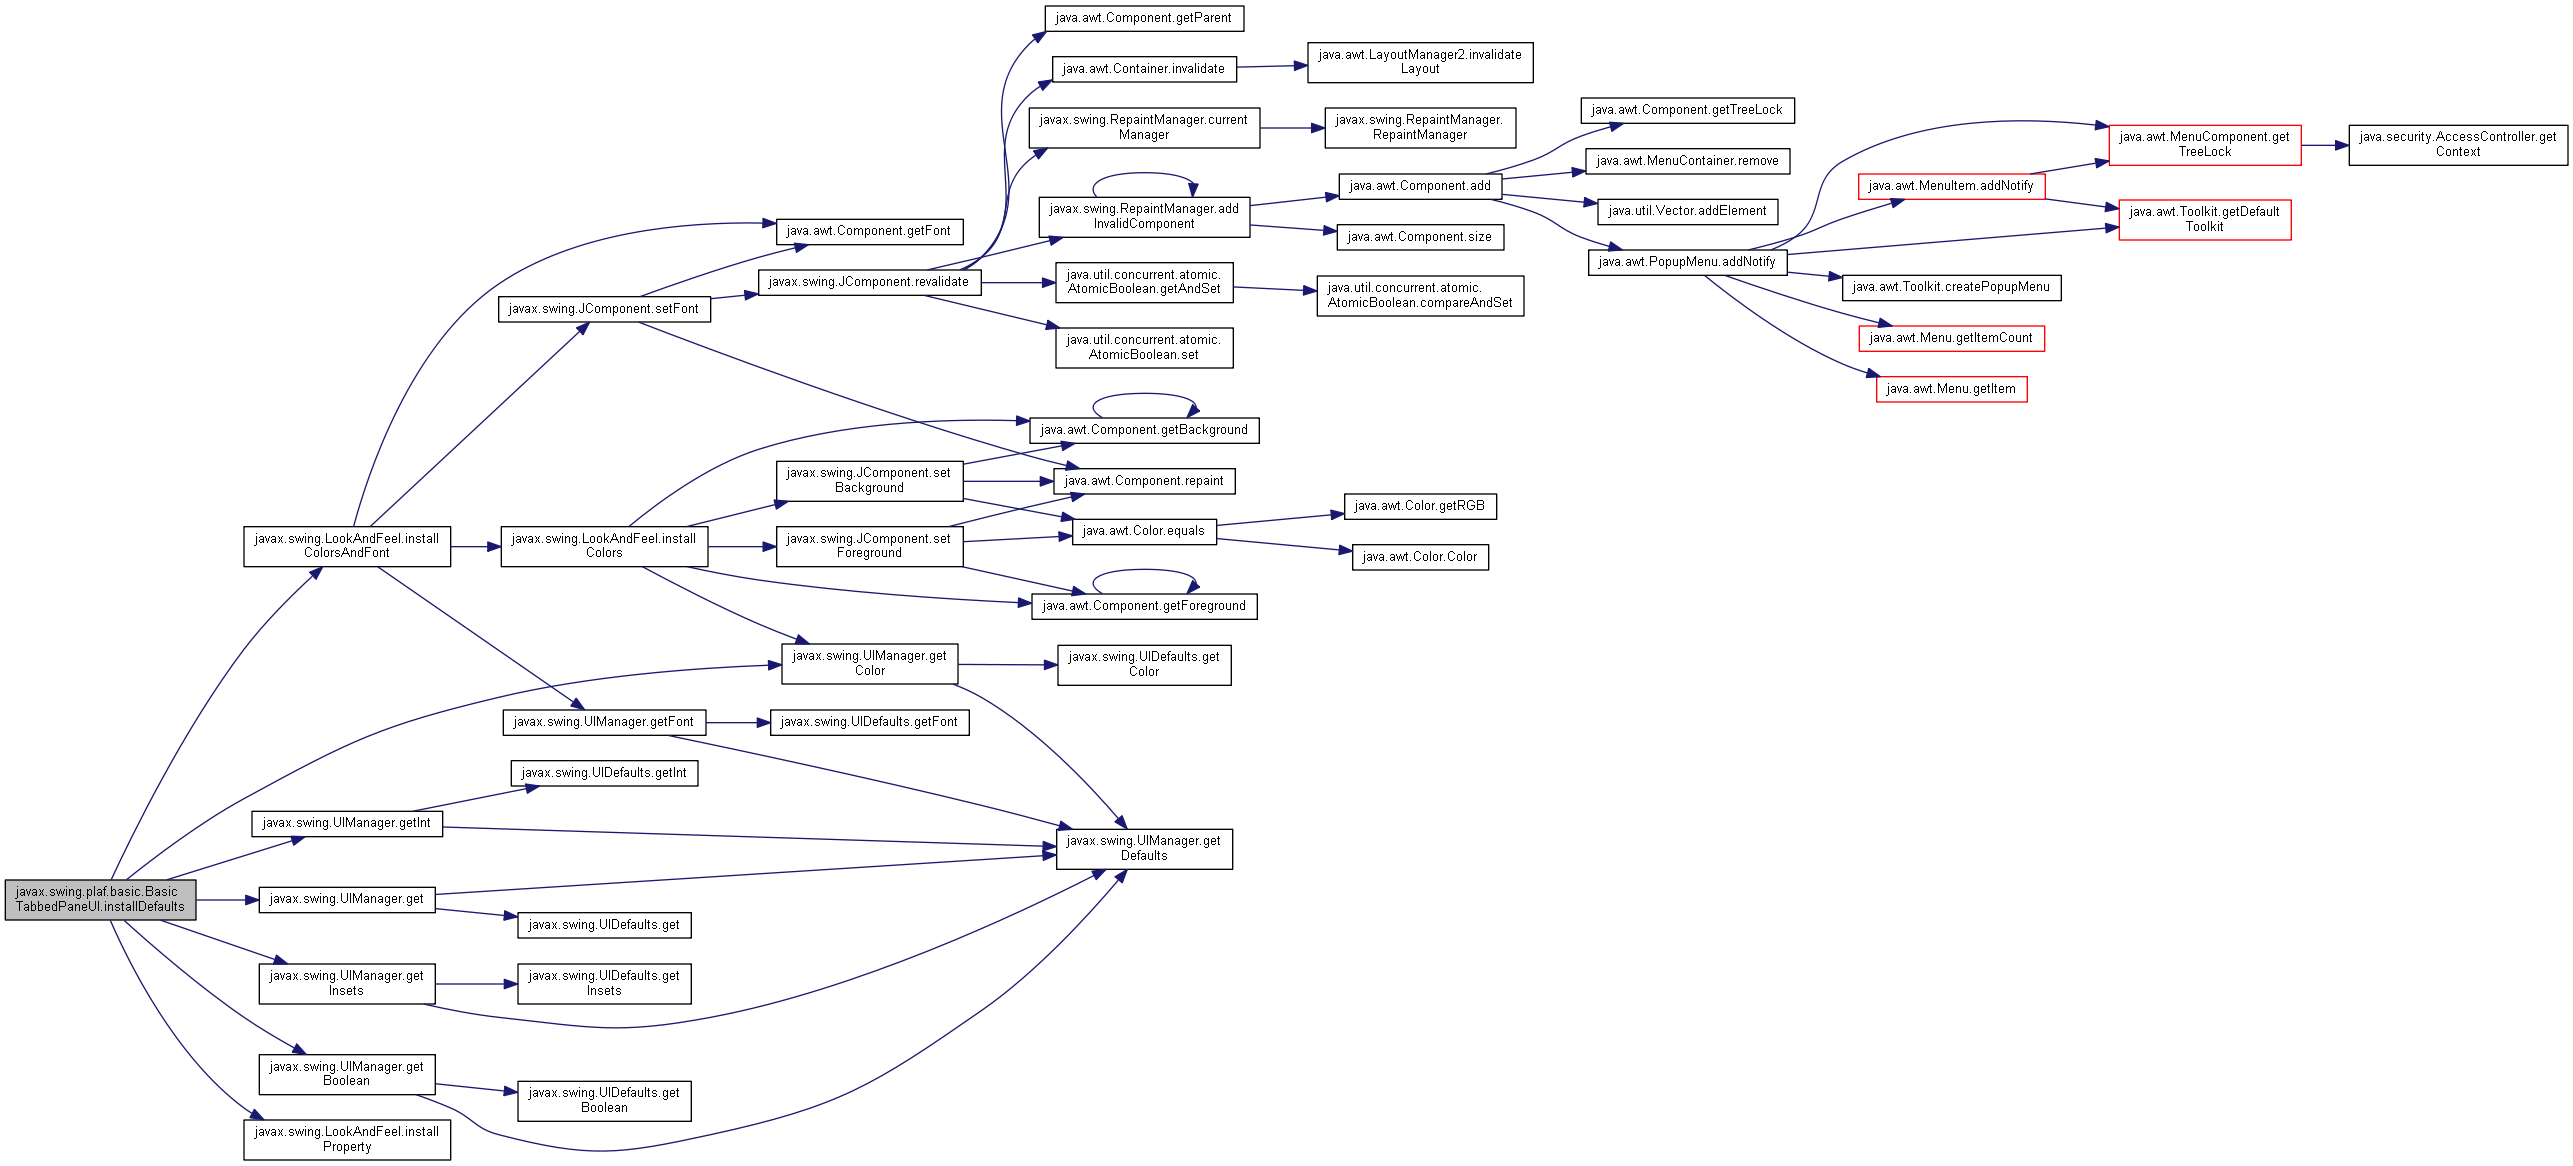 java.awt.Component.getParent
java.awt.LayoutManager2.invalidate
Layout
java.awt.Container.invalidate
java.awt.Component.getTreeLock
javax.swing.RepaintManager.current
Manager
javax.swing.RepaintManager.
RepaintManager
java.awt.MenuComponent.get
TreeLock
java.security.AccessController.get
Context
java.awt.MenuContainer.remove
java.awt.Component.add
java.awt.MenuItem.addNotify
javax.swing.RepaintManager.add
InvalidComponent
java.util.Vector.addElement
java.awt.Toolkit.getDefault
Toolkit
java.awt.Component.getFont
java.awt.Component.size
java.awt.PopupMenu.addNotify
javax.swing.JComponent.revalidate
java.util.concurrent.atomic.
AtomicBoolean.getAndSet
java.util.concurrent.atomic.
AtomicBoolean.compareAndSet
java.awt.Toolkit.createPopupMenu
javax.swing.JComponent.setFont
java.awt.Menu.getItemCount
java.util.concurrent.atomic.
AtomicBoolean.set
java.awt.Menu.getItem
java.awt.Component.getBackground
javax.swing.JComponent.set
Background
java.awt.Component.repaint
java.awt.Color.getRGB
java.awt.Color.equals
javax.swing.LookAndFeel.install
ColorsAndFont
javax.swing.LookAndFeel.install
Colors
javax.swing.JComponent.set
Foreground
java.awt.Color.Color
java.awt.Component.getForeground
javax.swing.UIManager.get
Color
javax.swing.UIDefaults.get
Color
javax.swing.UIManager.getFont
javax.swing.UIDefaults.getFont
javax.swing.UIDefaults.getInt
javax.swing.UIManager.getInt
javax.swing.UIManager.get
Defaults
javax.swing.plaf.basic.Basic
TabbedPaneUI.installDefaults
javax.swing.UIManager.get
javax.swing.UIDefaults.get
javax.swing.UIManager.get
Insets
javax.swing.UIDefaults.get
Insets
javax.swing.UIManager.get
Boolean
javax.swing.UIDefaults.get
Boolean
javax.swing.LookAndFeel.install
Property